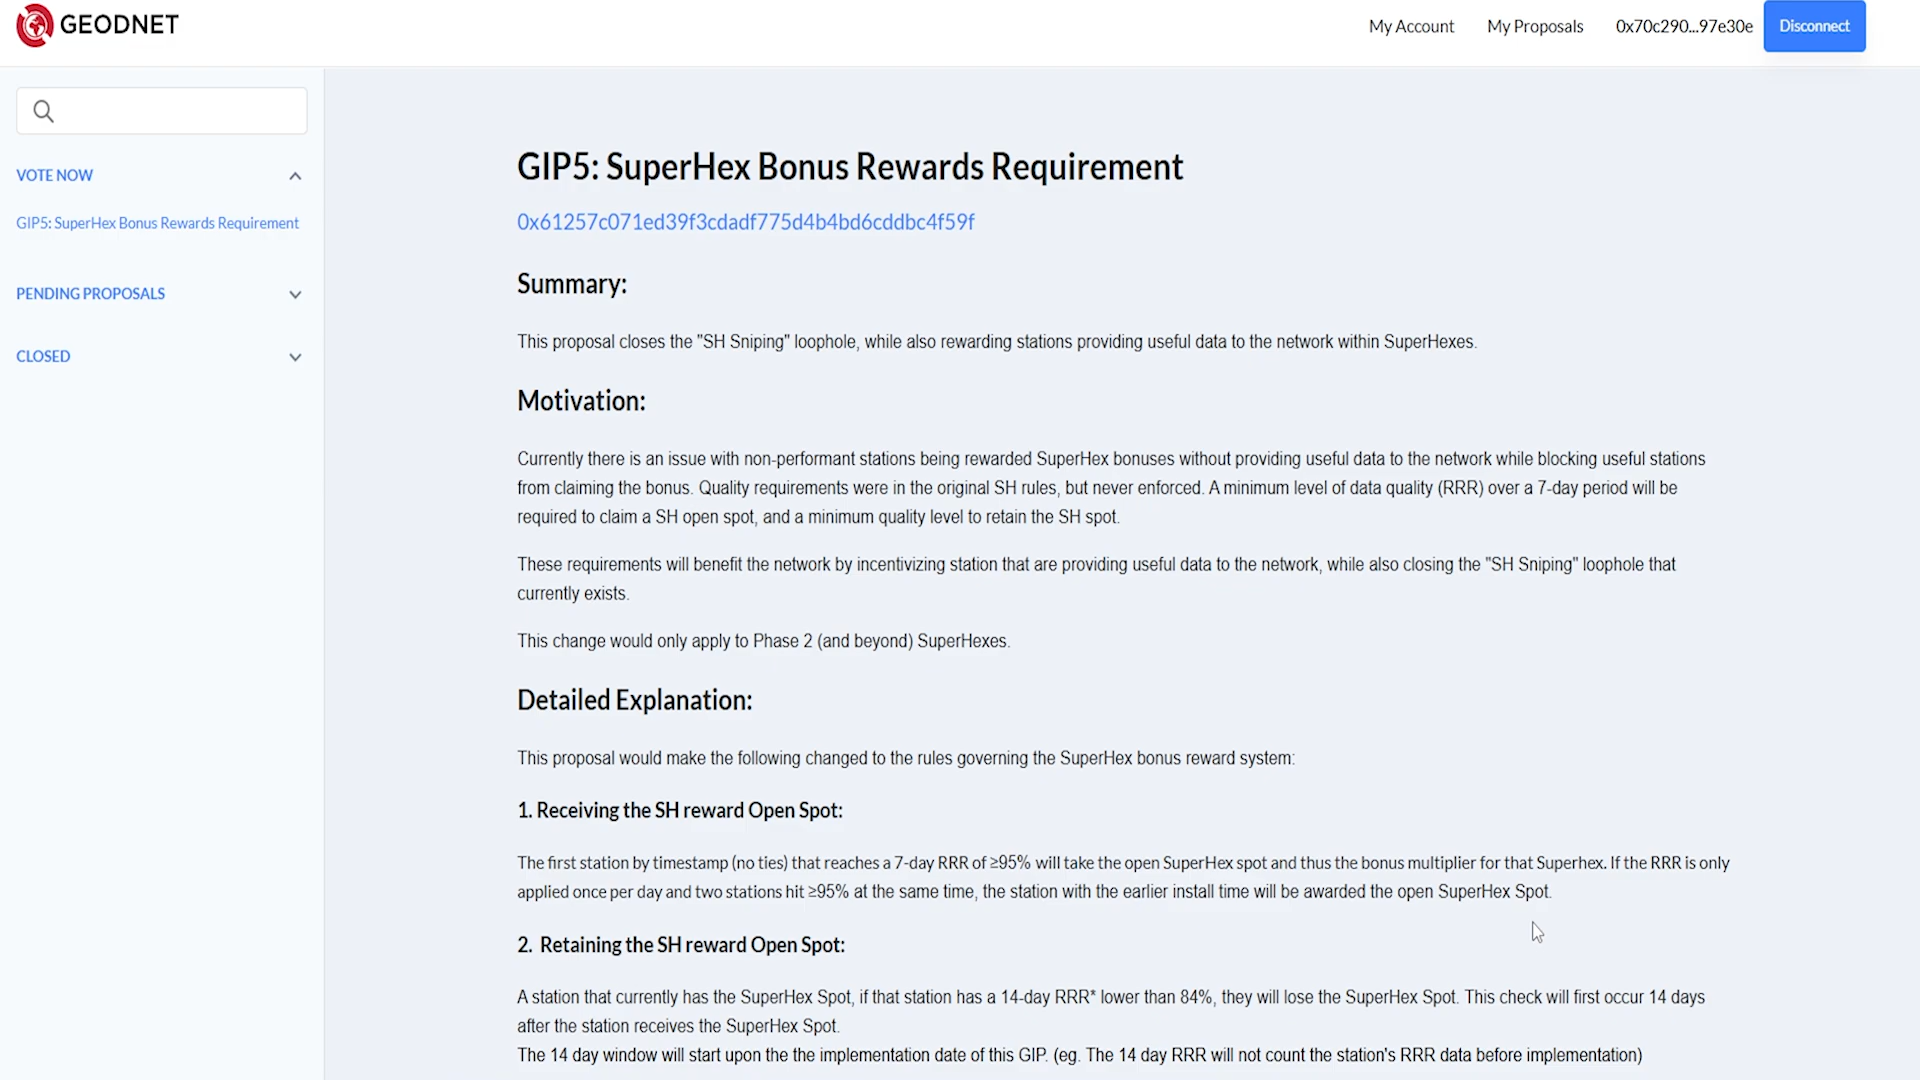 GEODNET
My Account
My Proposals
0x70c290...97e30e
Disconnect
VOTE NOW
GIP5: SuperHex Bonus Rewards Requirement
PENDING PROPOSALS
CLOSED
GIP5: SuperHex Bonus Rewards Requirement
0x61257c071ed39f3cdadf775d4b4bd6cddbc4f59f
Summary:
This proposal closes the "SH Sniping" loophole, while also rewarding stations providing useful data to the network within SuperHexes.
Motivation:
Currently there is an issue with non-performant stations being rewarded SuperHex bonuses without providing useful data to the network while blocking useful stations
from claiming the bonus. Quality requirements were in the original SH rules, but never enforced. A minimum level of data quality (RRR) over a 7-day period will be
required to claim a SH open spot, and a minimum quality level to retain the SH spot.
These requirements will benefit the network by incentivizing station that are providing useful data to the network, while also closing the "SH Sniping" loophole that
currently exists.
This change would only apply to Phase 2 (and beyond) SuperHexes.
Detailed Explanation:
This proposal would make the following changed to the rules governing the SuperHex bonus reward system:
1. Receiving the SH reward Open Spot:
The first station by timestamp (no ties) that reaches a 7-day RRR of ≥95% will take the open SuperHex spot and thus the bonus multiplier for that Superhex. If the RRR is only
applied once per day and two stations hit ≥95% at the same time, the station with the earlier install time will be awarded the open SuperHex Spot.
2. Retaining the SH reward Open Spot:
A station that currently has the SuperHex Spot, if that station has a 14-day RRR* lower than 84%, they will lose the SuperHex Spot. This check will first occur 14 days
after the station receives the SuperHex Spot.
The 14 day window will start upon the the implementation date of this GIP. (eg. The 14 day RRR will not count the station's RRR data before implementation)